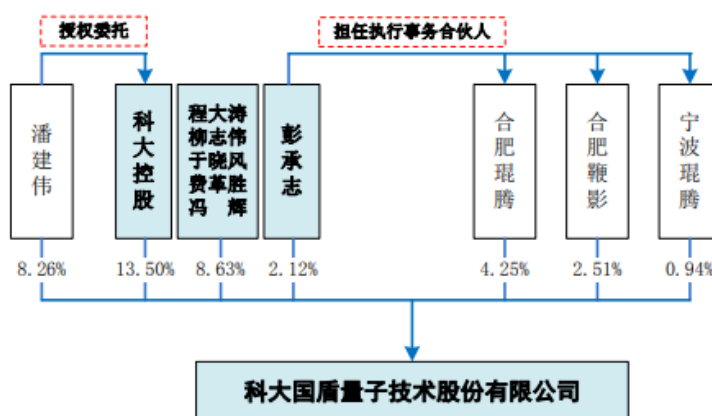 授权委托
担任执行事务合伙人
潘建伟
科大控股
程大涛
柳志伟
于晓风
费革胜
冯辉
彭承志
合肥琨腾
合肥鞭影
宁波琨腾
8.26%
13.50%
8.63%
2.12%
4.25%
2.51%
0.94%
科大国盾量子技术股份有限公司